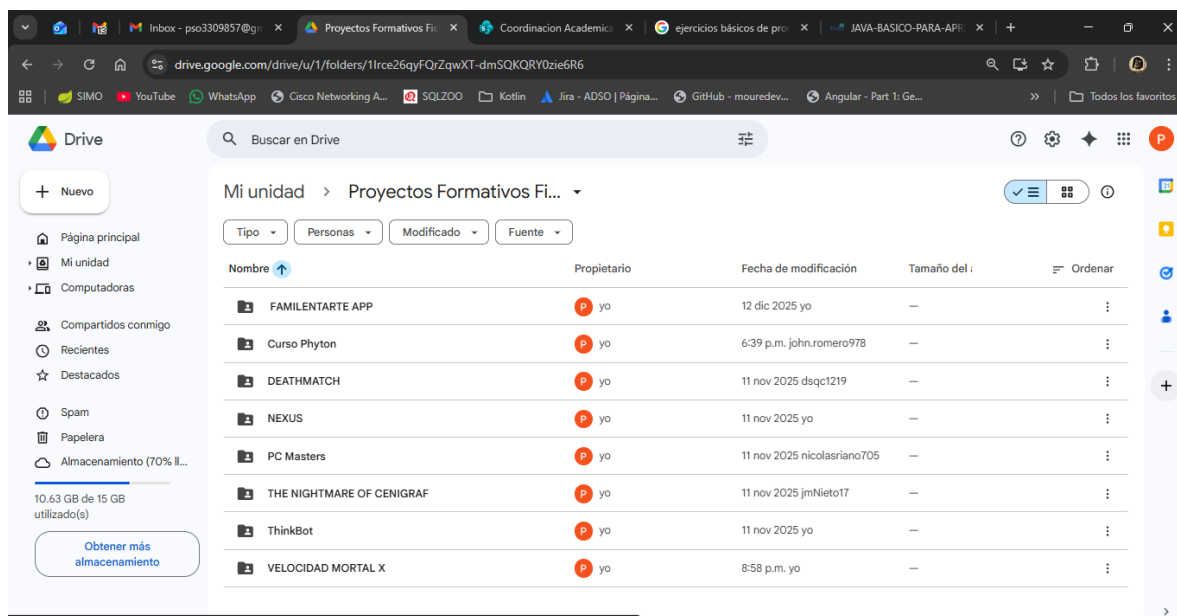 Inbox - pso3309857@gn
Proyectos Formativos Fic
Coordinacion Academica
ejercicios básicos de prog
JAVA-BASICO-PARA-APR
drive.google.com/drive/u/1/folders/1Irce26qyFQrZqwXT-dmSQKQRY0zie6R6
SIMO
YouTube
WhatsApp
Cisco Networking A...
SQLZOO
Kotlin
Jira - ADSO | Página...
GitHub - mouredev...
Angular - Part 1: Ge...
Todos los favoritos
Drive
Buscar en Drive
P
31
Nuevo
Mi unidad > Proyectos Formativos Fi...
Tipo
Personas
Modificado
Fuente
Página principal
Mi unidad
Computadoras
Compartidos conmigo
Recientes
Destacados
Spam
Papelera
Almacenamiento (70% ll...
10.63 GB de 15 GB
utilizado(s)
Obtener más
almacenamiento
Nombre Propietario Fecha de modificación Tamaño del Ordenar
FAMILENTARTE APP P yo 12 dic 2025 yo —
Curso Phyton P yo 6:39 p.m. john.romero978 —
DEATHMATCH P yo 11 nov 2025 dsqc1219 —
NEXUS P yo 11 nov 2025 yo —
PC Masters P yo 11 nov 2025 nicolasriano705 —
THE NIGHTMARE OF CENIGRAF P yo 11 nov 2025 jmNieto17 —
ThinkBot P yo 11 nov 2025 yo —
VELOCIDAD MORTAL X P yo 8:58 p.m. yo —